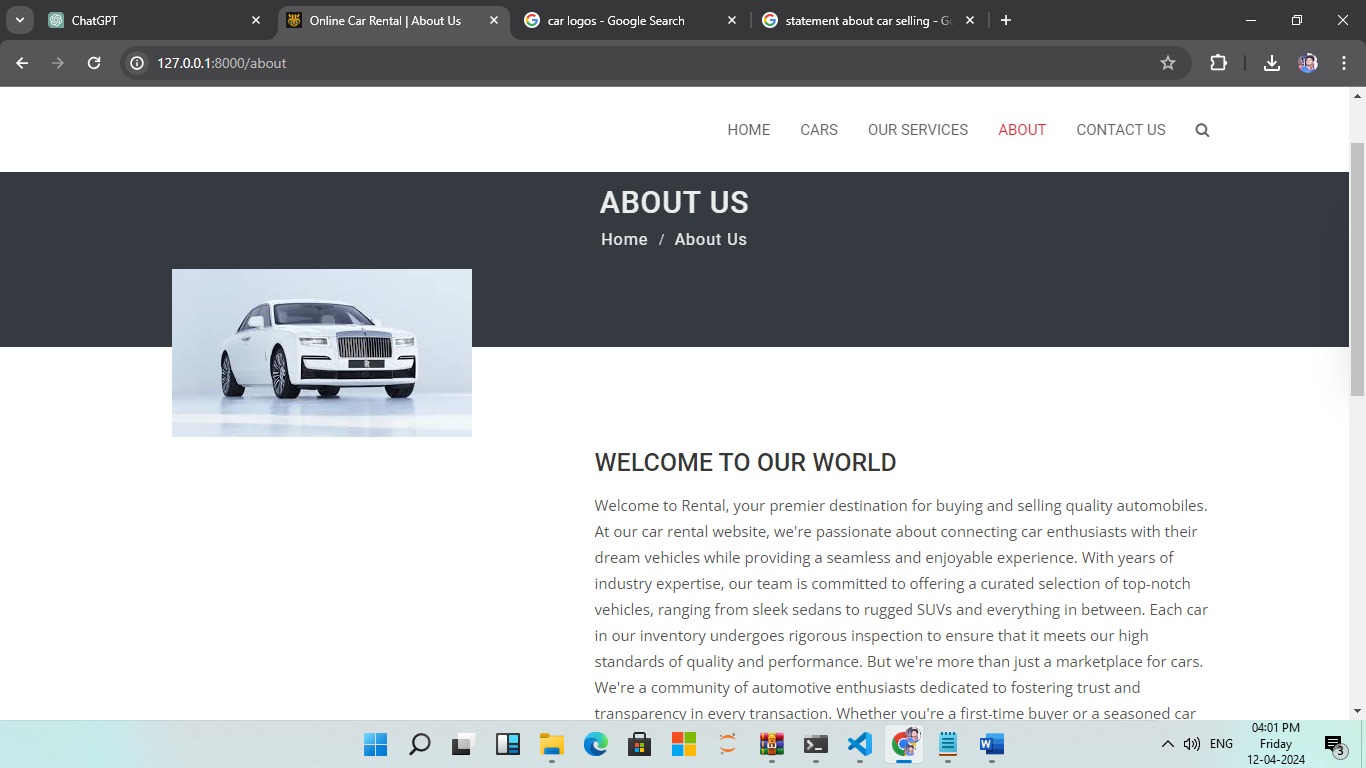 ChatGPT
Online Car Rental | About Us
car logos - Google Search
statement about car selling - Go
127.0.0.1:8000/about
HOME CARS OUR SERVICES ABOUT CONTACT US
ABOUT US
Home / About Us
WELCOME TO OUR WORLD
Welcome to Rental, your premier destination for buying and selling quality automobiles.
At our car rental website, we're passionate about connecting car enthusiasts with their
dream vehicles while providing a seamless and enjoyable experience. With years of
industry expertise, our team is committed to offering a curated selection of top-notch
vehicles, ranging from sleek sedans to rugged SUVs and everything in between. Each car
in our inventory undergoes rigorous inspection to ensure that it meets our high
standards of quality and performance. But we're more than just a marketplace for cars.
We're a community of automotive enthusiasts dedicated to fostering trust and
transparency in every transaction. Whether you're a first-time buyer or a seasoned car
ENG
04:01 PM
Friday
12-04-2024
3